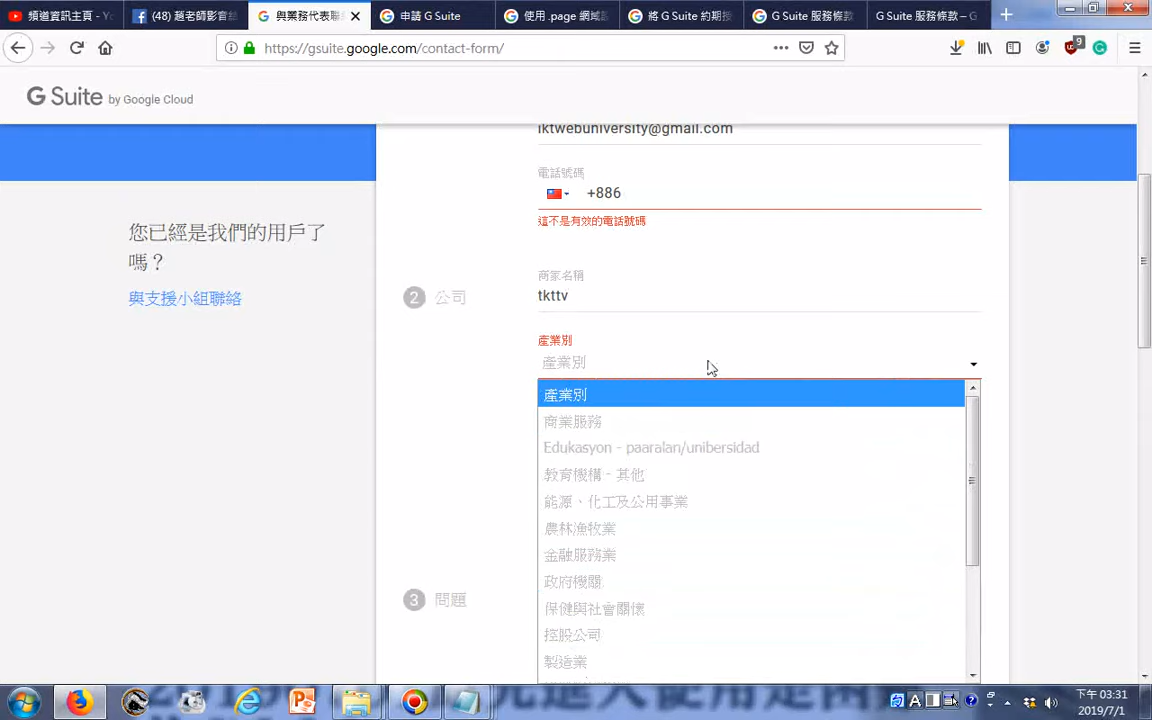 頻道資訊主頁 - Yo
(48) 趙老師影音
與業務代表聯
申請 G Suite
使用 .page 網域
將 G Suite 約期
G Suite 服務條款
G Suite 服務條款 – G
https://gsuite.google.com/contact-form/
9
G Suite by Google Cloud
iktwebuniversity@gmail.com
電話號碼
+886
這不是有效的電話號碼
您已經是我們的用戶了
嗎？
與支援小組聯絡
商家名稱
2 公司
tkttv
產業別
產業別
產業別
商業服務
Edukasyon - paaralan/unibersidad
教育機構 - 其他
能源、化工及公用事業
農林漁牧業
金融服務業
政府機關
3 問題
保健與社會關懷
控股公司
製造業
下午 03:31
2019/7/1